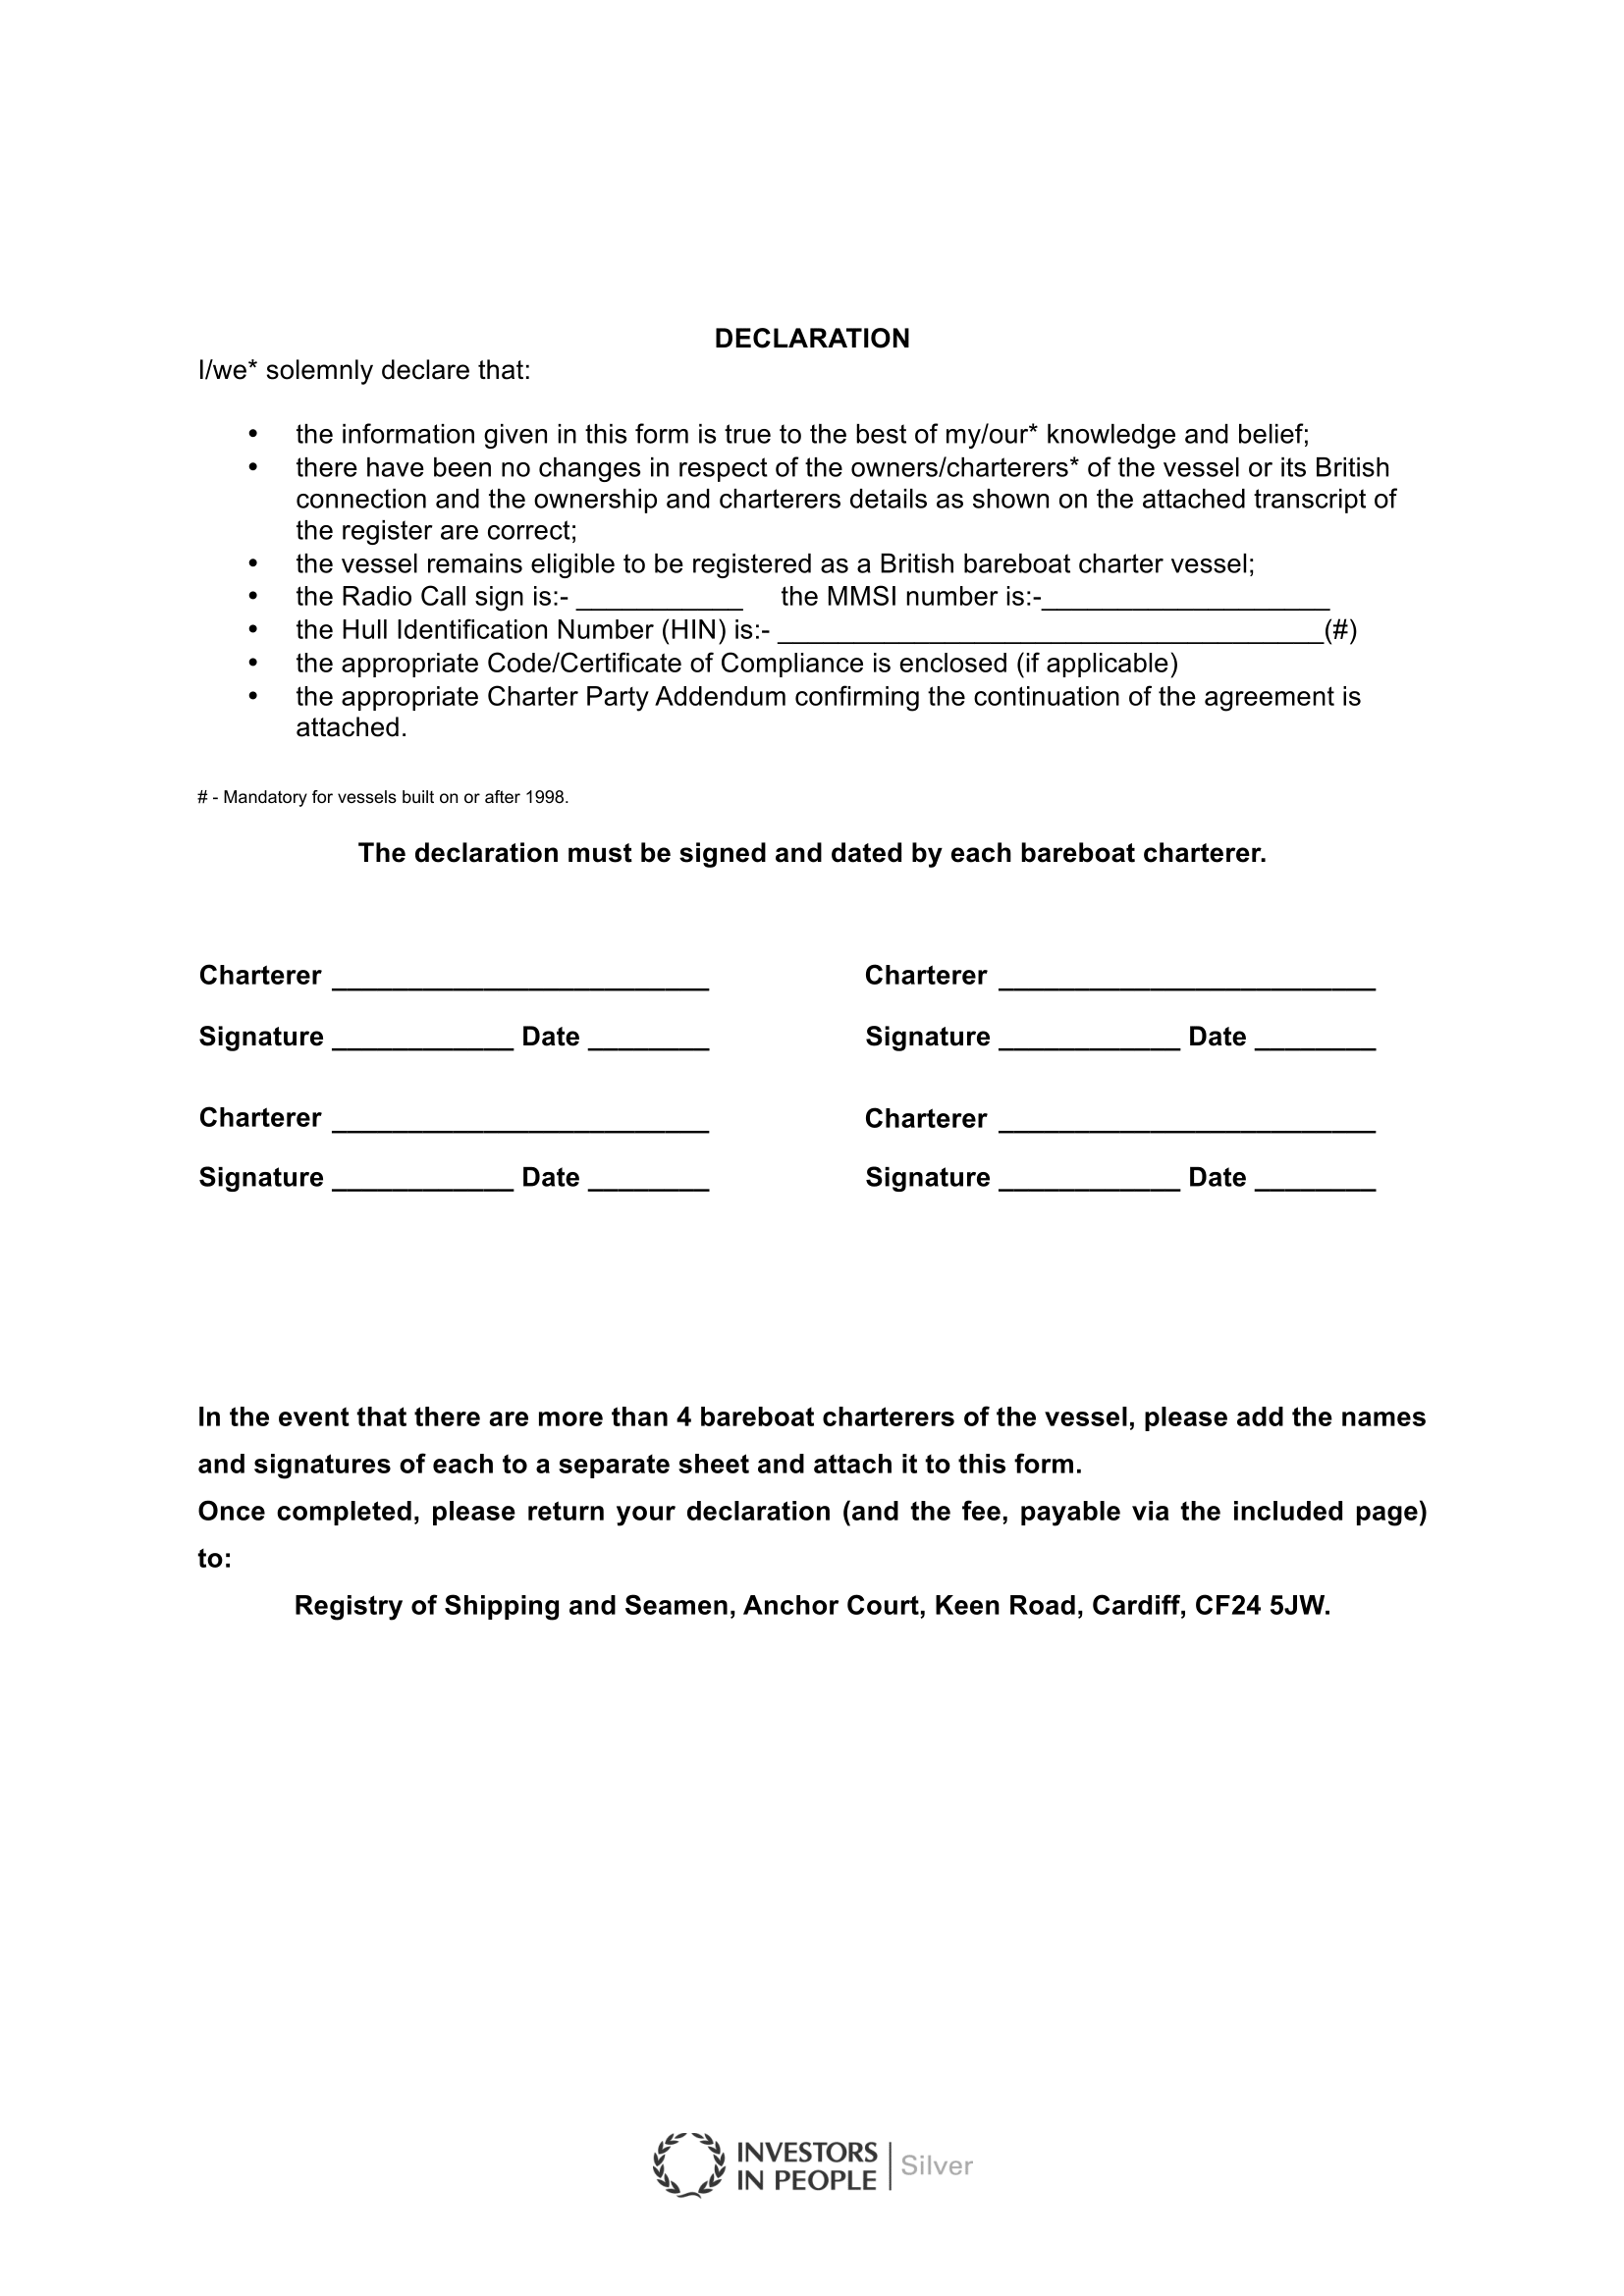 DECLARATION
I/we* solemnly declare that:
• the information given in this form is true to the best of my/our* knowledge and belief;
• there have been no changes in respect of the owners/charterers* of the vessel or its British
connection and the ownership and charterers details as shown on the attached transcript of
the register are correct;
• the vessel remains eligible to be registered as a British bareboat charter vessel;
• the Radio Call sign is:- ___________ the MMSI number is:-___________________
• the Hull Identification Number (HIN) is:- ____________________________________(#)
• the appropriate Code/Certificate of Compliance is enclosed (if applicable)
• the appropriate Charter Party Addendum confirming the continuation of the agreement is
attached.
# - Mandatory for vessels built on or after 1998.
The declaration must be signed and dated by each bareboat charterer.
Charterer _________________________ Charterer _________________________
Signature ____________ Date ________ Signature ____________ Date ________
Charterer _________________________ Charterer _________________________
Signature ____________ Date ________ Signature ____________ Date ________
In the event that there are more than 4 bareboat charterers of the vessel, please add the names
and signatures of each to a separate sheet and attach it to this form.
Once completed, please return your declaration (and the fee, payable via the included page)
to:
Registry of Shipping and Seamen, Anchor Court, Keen Road, Cardiff, CF24 5JW.
INVESTORS
IN PEOPLE | Silver